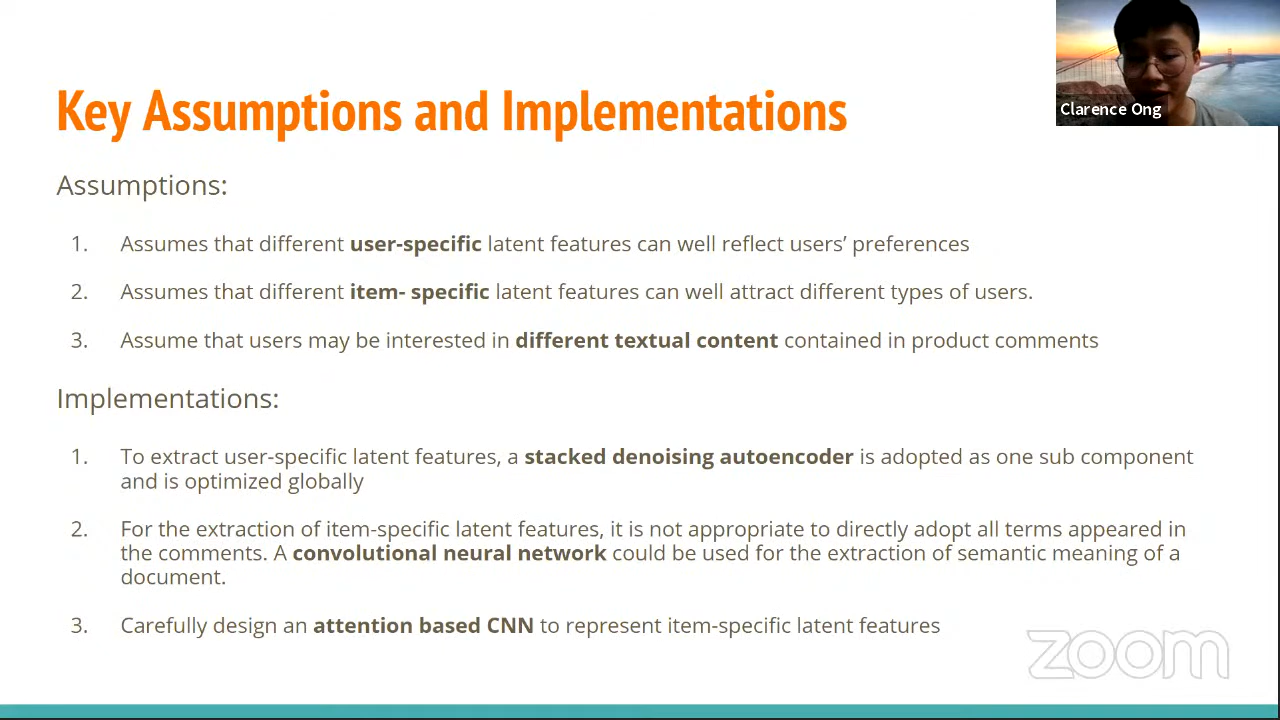 Key Assumptions and Implementations
Clarence Ong
Assumptions:
1. Assumes that different user-specific latent features can well reflect users’ preferences
2. Assumes that different item- specific latent features can well attract different types of users.
3. Assume that users may be interested in different textual content contained in product comments
Implementations:
1. To extract user-specific latent features, a stacked denoising autoencoder is adopted as one sub component
and is optimized globally
2. For the extraction of item-specific latent features, it is not appropriate to directly adopt all terms appeared in
the comments. A convolutional neural network could be used for the extraction of semantic meaning of a
document.
3. Carefully design an attention based CNN to represent item-specific latent features
zoom